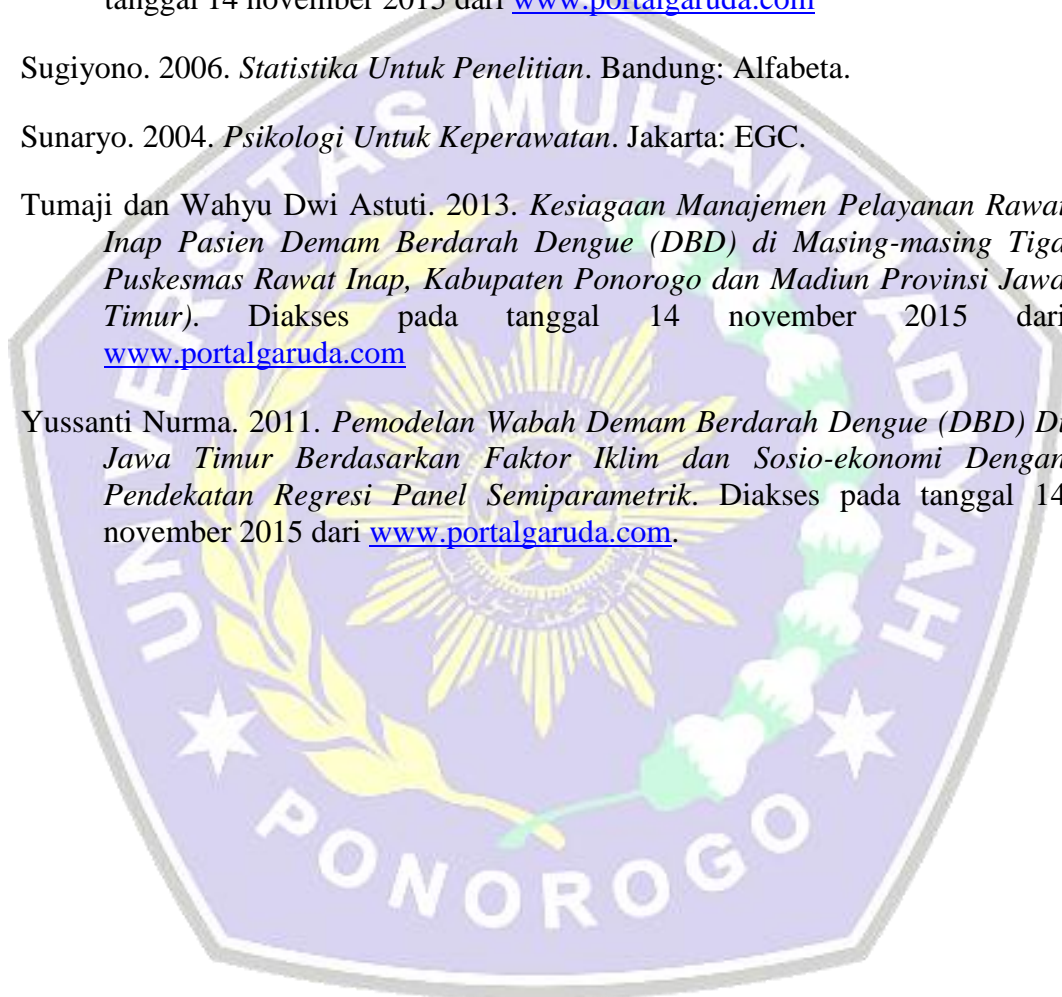 tanggal 14 november 2015 dari www.portalgaruda.com
Sugiyono. 2006. Statistika Untuk Penelitian. Bandung: Alfabeta.
Sunaryo. 2004. Psikologi Untuk Keperawatan. Jakarta: EGC.
Tumaji dan Wahyu Dwi Astuti. 2013. Kesiagaan Manajemen Pelayanan Rawat
Inap Pasien Demam Berdarah Dengue (DBD) di Masing-masing Tiga
Puskesmas Rawat Inap, Kabupaten Ponorogo dan Madiun Provinsi Jawa
Timur). Diakses pada tanggal 14 november 2015 dari
www.portalgaruda.com
Yussanti Nurma. 2011. Pemodelan Wabah Demam Berdarah Dengue (DBD) Di
Jawa Timur Berdasarkan Faktor Iklim dan Sosio-ekonomi Dengan
Pendekatan Regresi Panel Semiparametrik. Diakses pada tanggal 14
november 2015 dari www.portalgaruda.com.
UNIVERSITAS MUHAMMADIYAH
PONOROGO